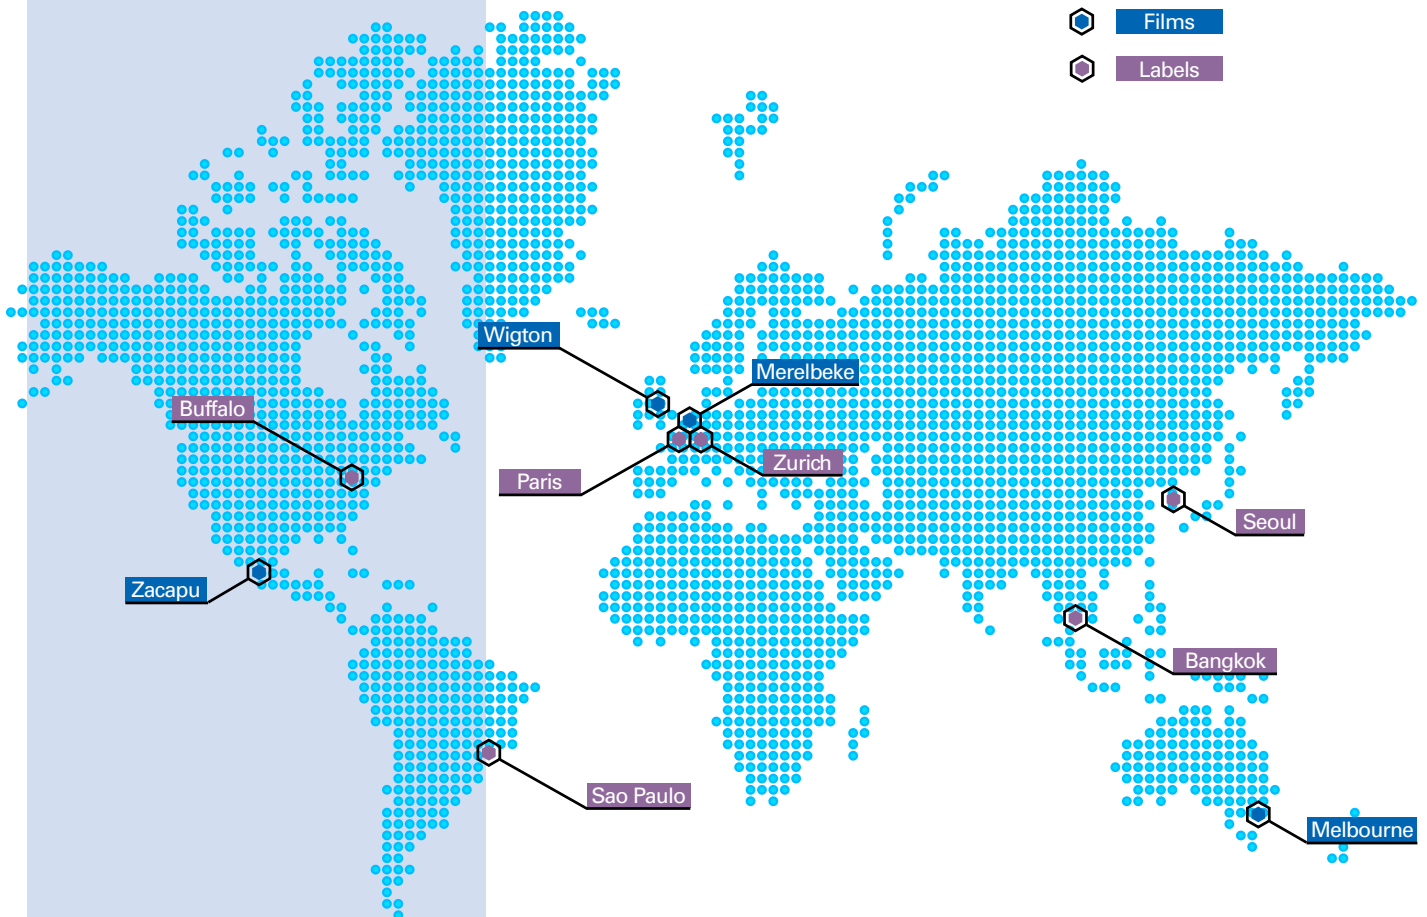 Films
Labels
Wigton
Merelbeke
Buffalo
Zurich
Paris
Seoul
Zacapu
Bangkok
Sao Paulo
Melbourne